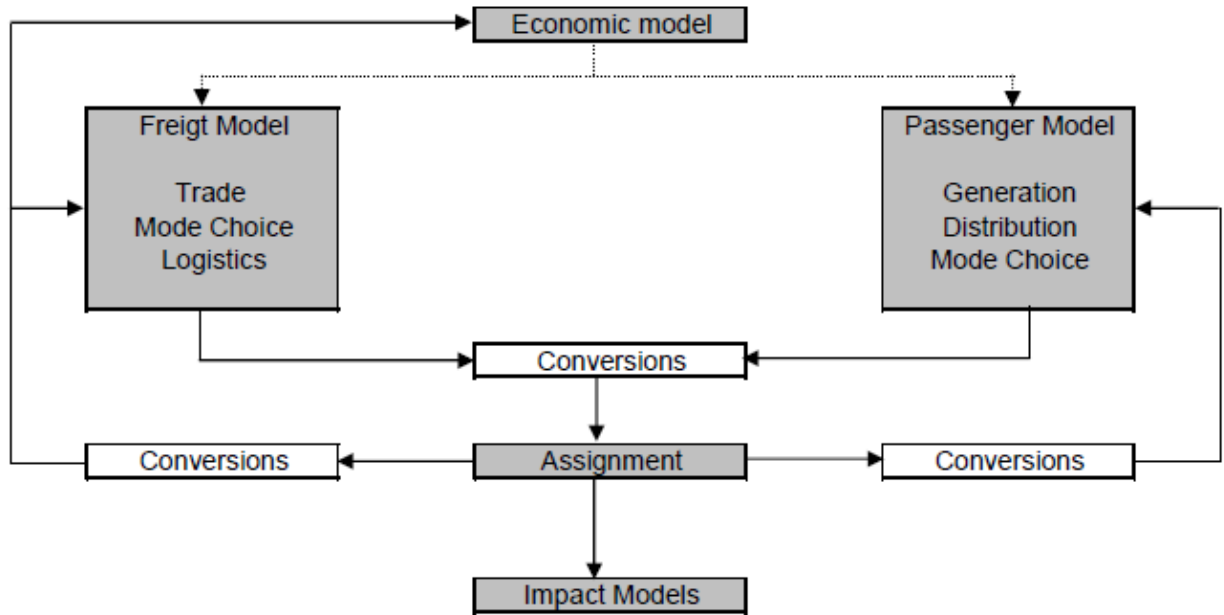 Economic model
Freigt Model
Trade
Mode Choice
Logistics
Passenger Model
Generation
Distribution
Mode Choice
Conversions
Conversions
Assignment
Conversions
Impact Models